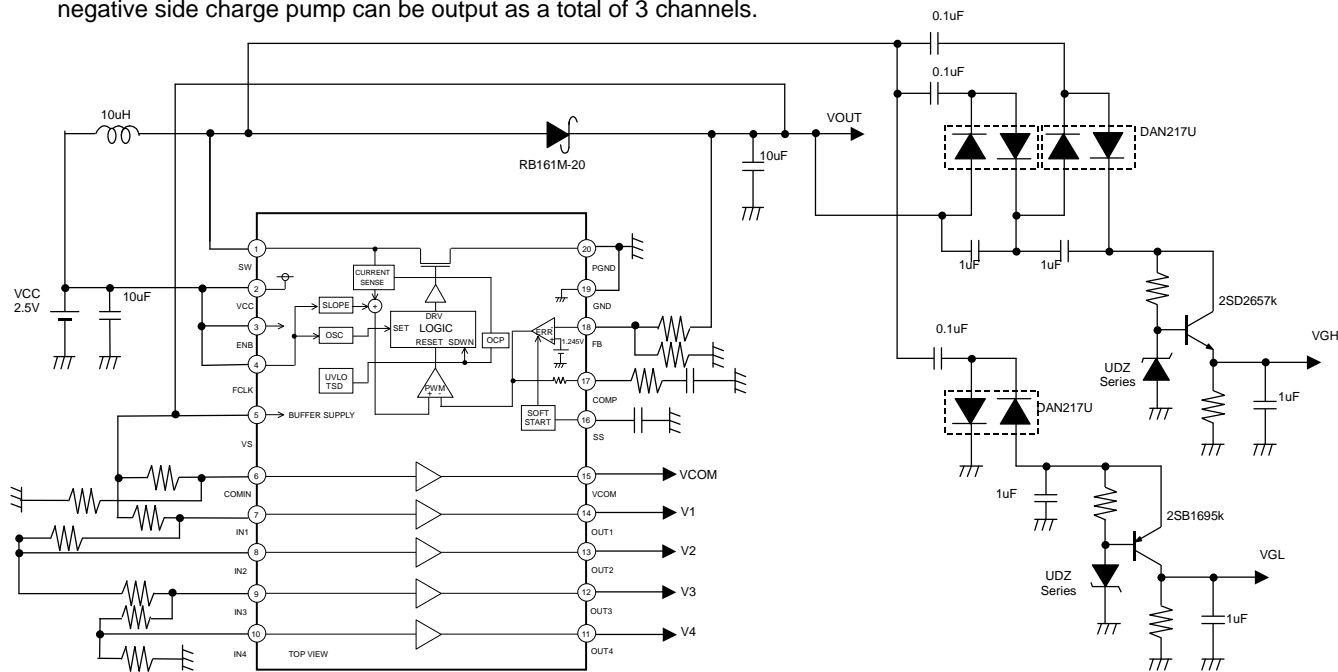 negative side charge pump can be output as a total of 3 channels.
0.1uF
0.1uF
10uH
VOUT
DAN217U
RB161M-20
10uF
1
SW
20
PGND
1uF
1uF
CURRENT
SENSE
VCC
2.5V
10uF
2
VCC
19
GND
2SD2657k
SLOPE
+
DRV
LOGIC
SET
RESET SDWN
OSC
OCP
ERR
+
1.245V
18
FB
3
ENB
0.1uF
VGH
UDZ
Series
4
FCLK
UVLO
TSD
PWM
+ -
17
COMP
1uF
5
BUFFER SUPPLY
VS
SOFT
START
16
SS
DAN217U
6
COMIN
15
VCOM
VCOM
1uF
7
IN1
14
OUT1
V1
2SB1695k
8
IN2
13
OUT2
V2
VGL
UDZ
Series
9
IN3
12
OUT3
V3
1uF
10
IN4
TOP VIEW
11
OUT4
V4